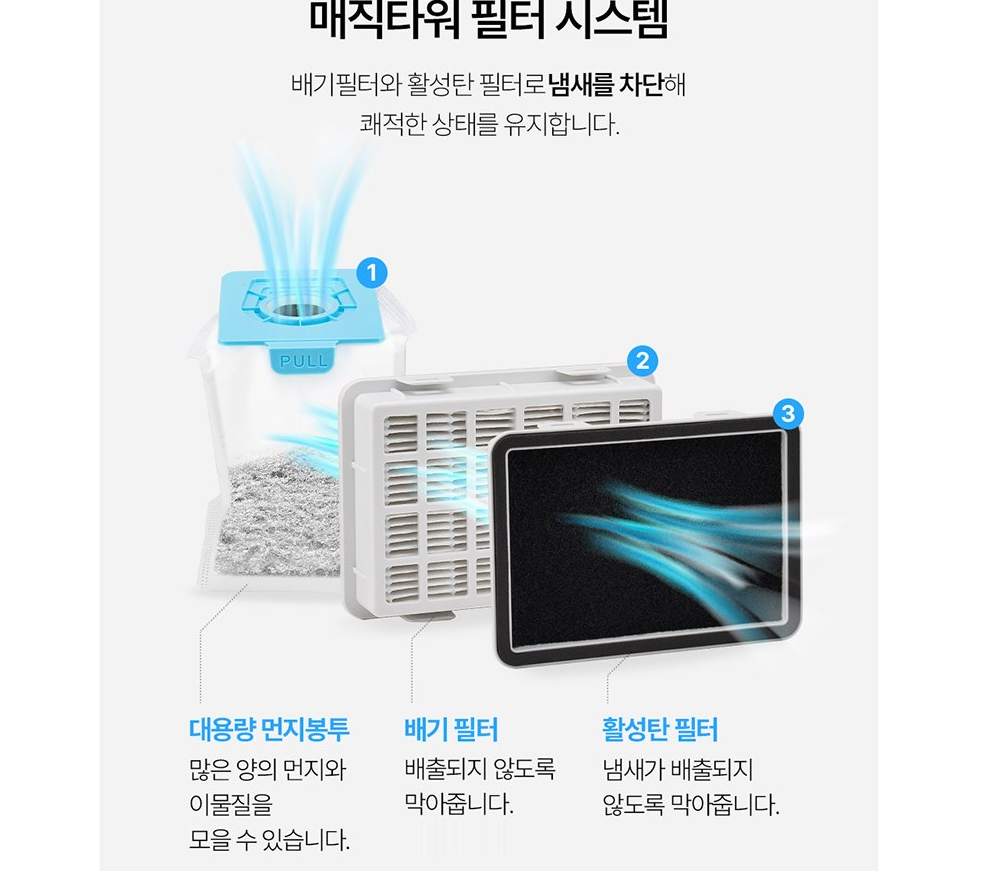 매직타워 필터 시스템
배기필터와 활성탄 필터로 냄새를 차단해
쾌적한 상태를 유지합니다.
1
PULL
2
3
대용량 먼지봉투
많은 양의 먼지와
이물질을
모을 수 있습니다.
배기 필터
배출되지 않도록
막아줍니다.
활성탄 필터
냄새가 배출되지
않도록 막아줍니다.